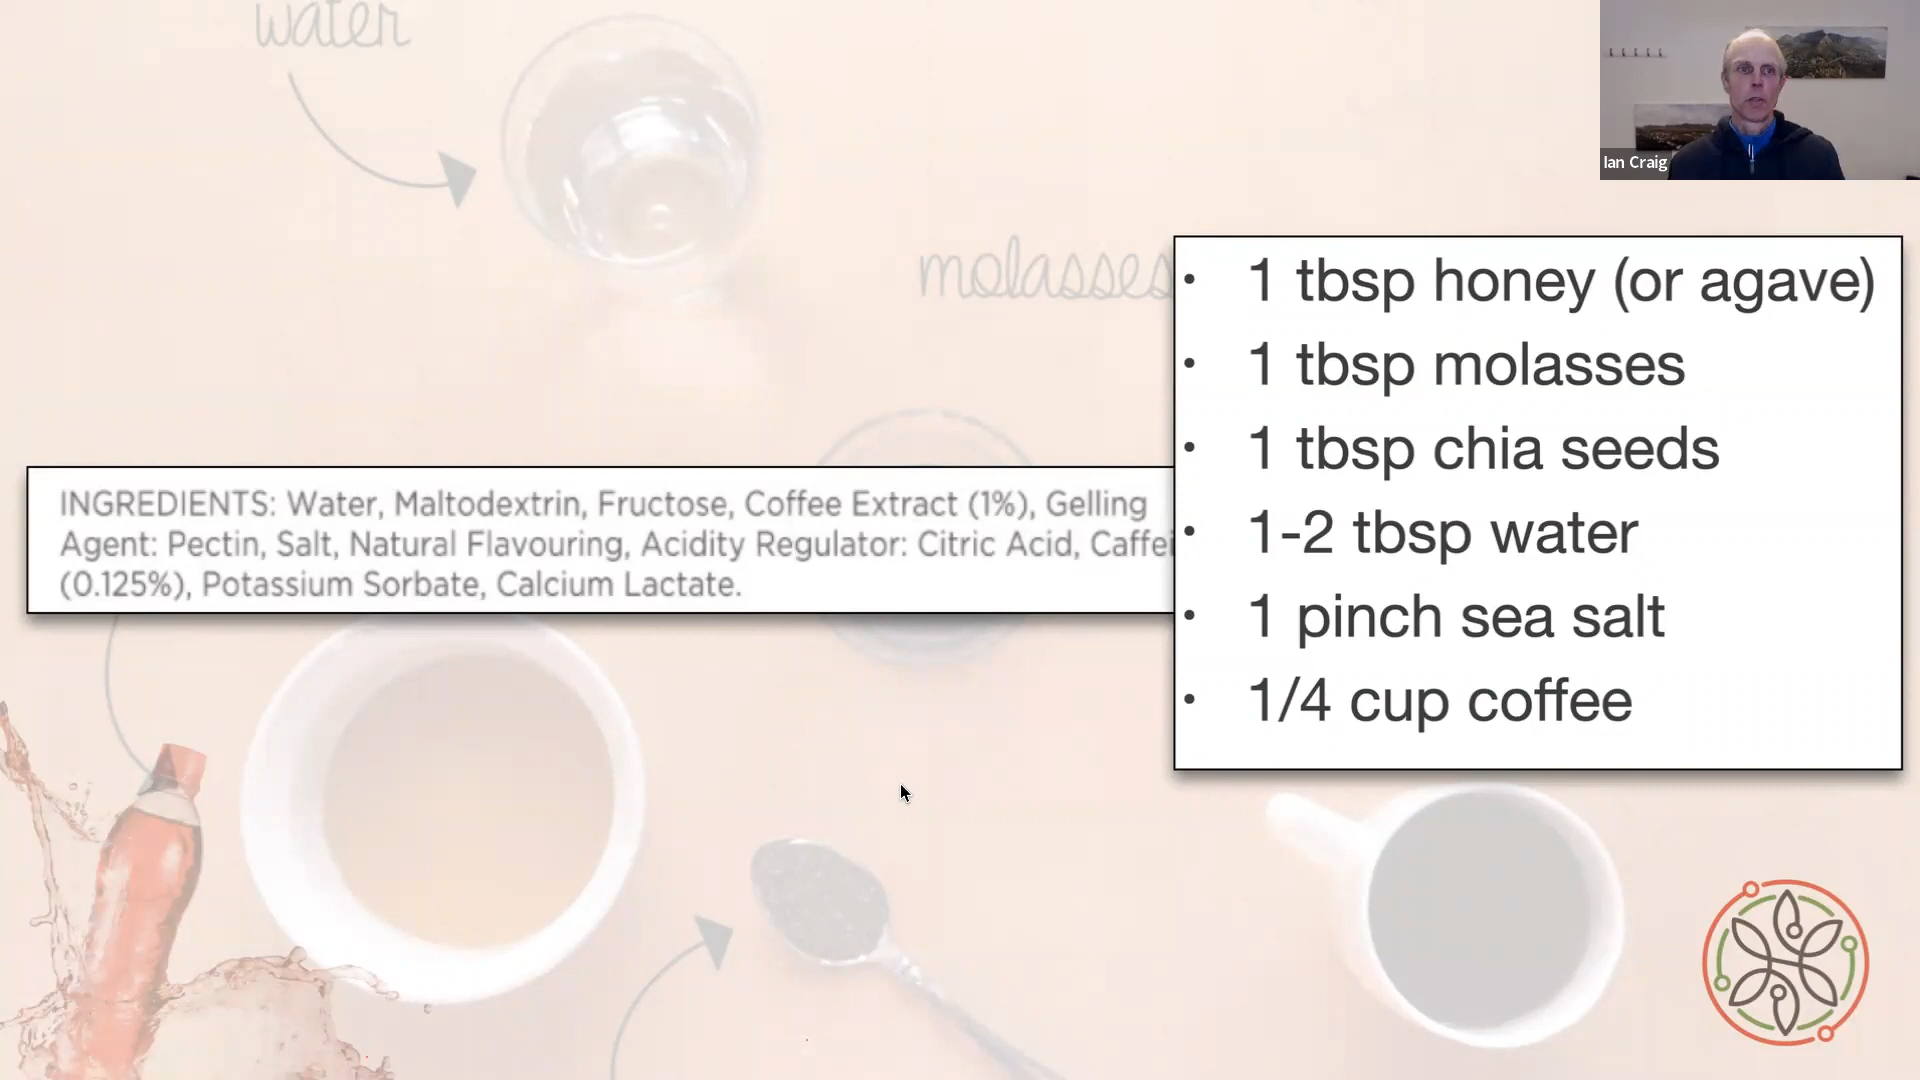 water
Ian Craig
molasses
• 1 tbsp honey (or agave)
• 1 tbsp molasses
• 1 tbsp chia seeds
• 1-2 tbsp water
• 1 pinch sea salt
• 1/4 cup coffee
INGREDIENTS: Water, Maltodextrin, Fructose, Coffee Extract (1%), Gelling
Agent: Pectin, Salt, Natural Flavouring, Acidity Regulator: Citric Acid, Caffei
(0.125%), Potassium Sorbate, Calcium Lactate.